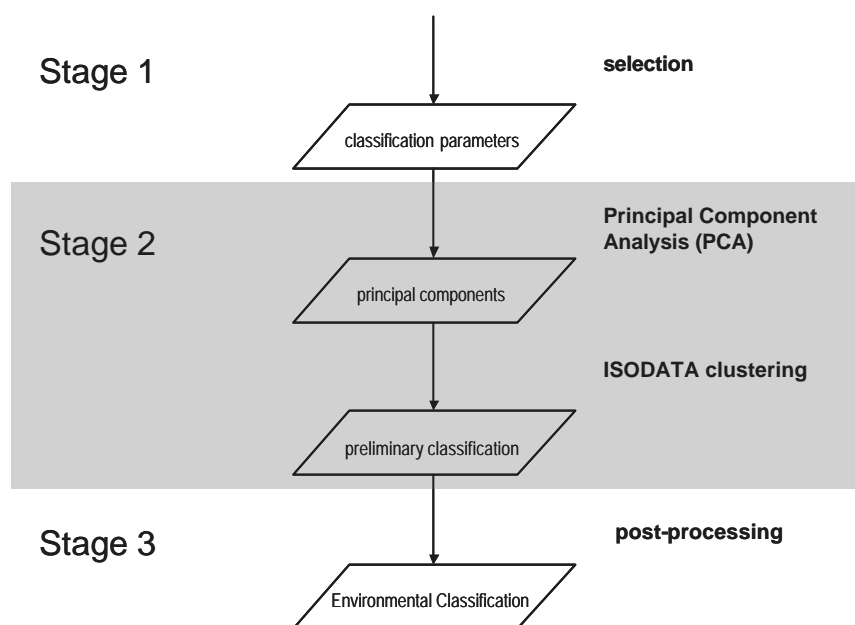 Stage 1
selection
classification parameters
Stage 2
Principal Component
Analysis (PCA)
principal components
ISODATA clustering
preliminary classification
Stage 3
post-processing
Environmental Classification